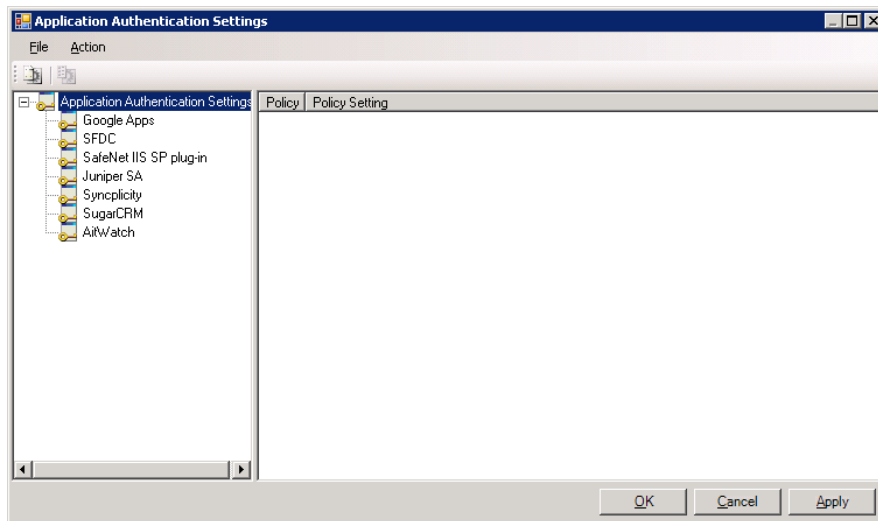 Application Authentication Settings
File Action
Application Authentication Settings
Google Apps
SFDC
SafeNet IIS SP plug-in
Juniper SA
Syncplicity
SugarCRM
AirWatch
Policy Policy Setting
OK Cancel Apply